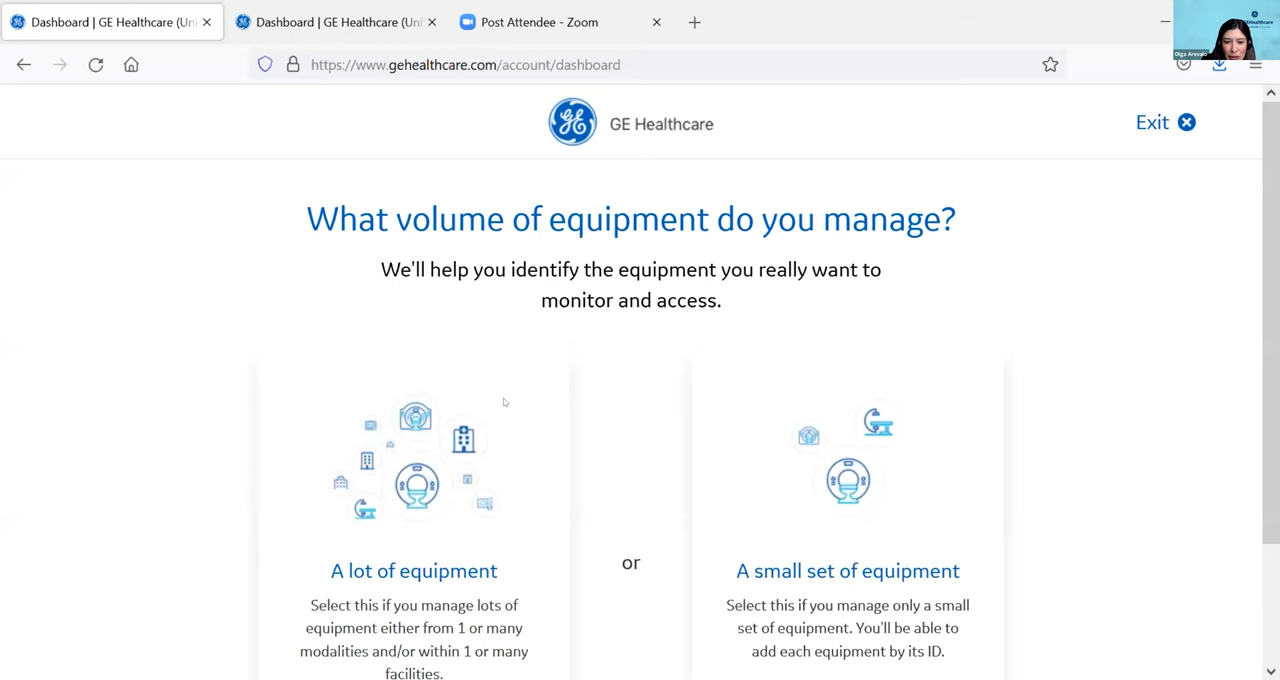 Dashboard | GE Healthcare (Uni
Dashboard | GE Healthcare (Uni
Post Attendee - Zoom
https://www.gehealthcare.com/account/dashboard
Olga Arevalo
GE Healthcare
Exit
What volume of equipment do you manage?
We'll help you identify the equipment you really want to
monitor and access.
or
A lot of equipment
Select this if you manage lots of
equipment either from 1 or many
modalities and/or within 1 or many
facilities.
A small set of equipment
Select this if you manage only a small
set of equipment. You'll be able to
add each equipment by its ID.